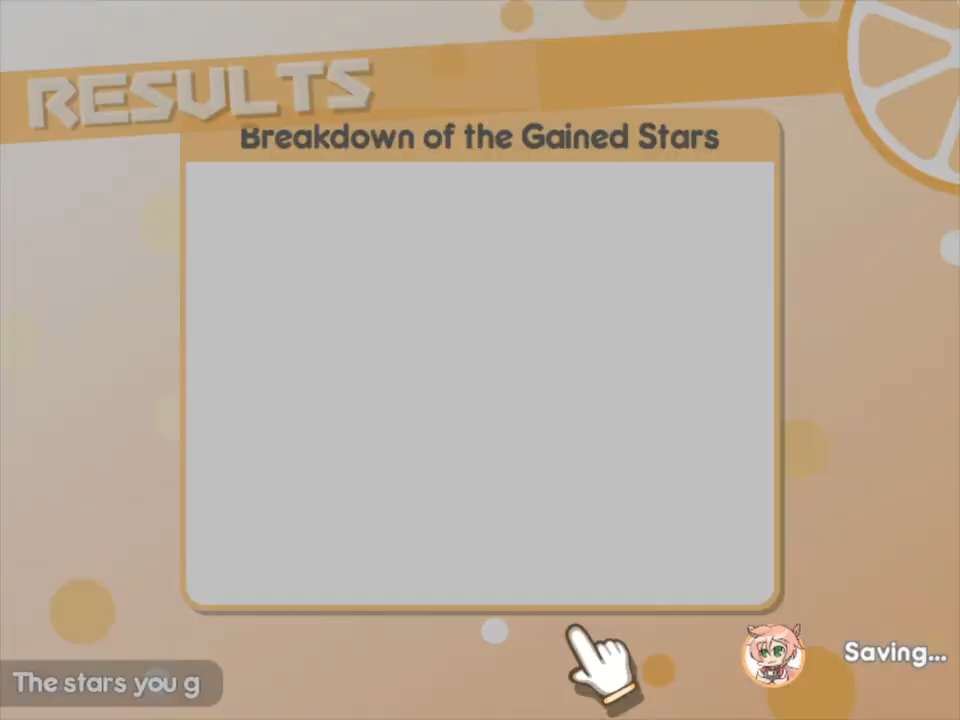 RESULTS
Breakdown of the Gained Stars
Saving...
The stars you g